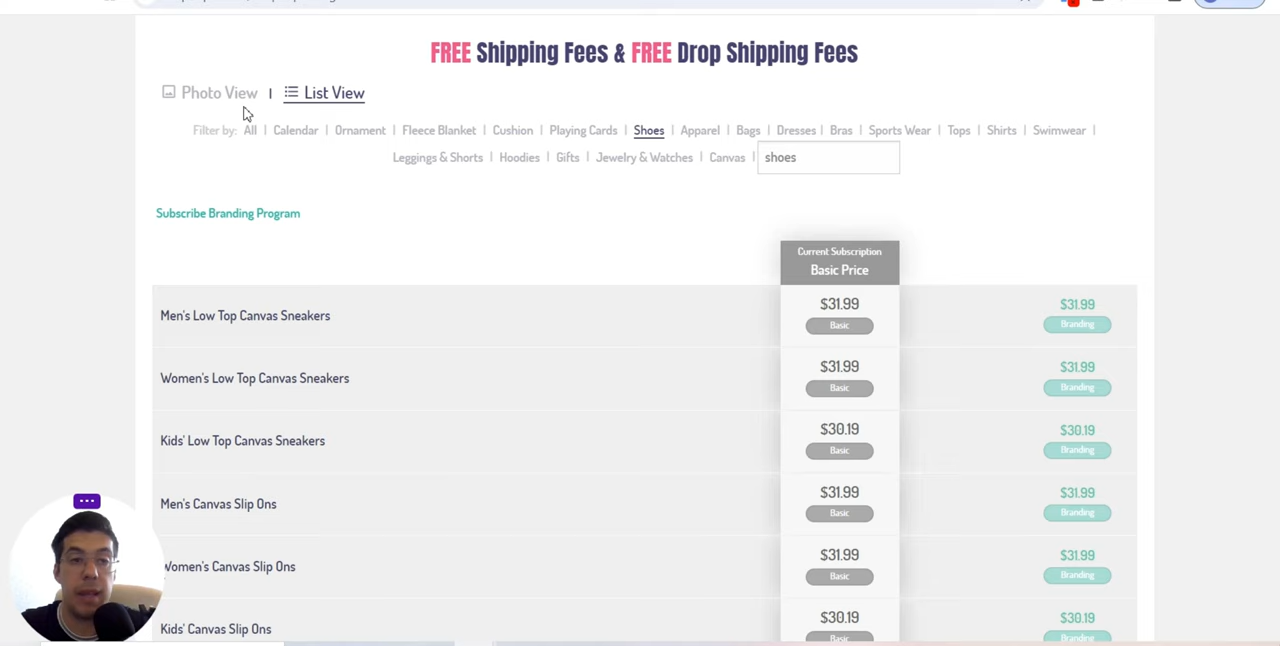 FREE Shipping Fees & FREE Drop Shipping Fees
Photo View | List View
Filter by: All | Calendar | Ornament | Fleece Blanket | Cushion | Playing Cards | Shoes | Apparel | Bags | Dresses | Bras | Sports Wear | Tops | Shirts | Swimwear |
Leggings & Shorts | Hoodies | Gifts | Jewelry & Watches | Canvas | shoes
Subscribe Branding Program
Current Subscription
Basic Price
Men's Low Top Canvas Sneakers $31.99 $31.99
Basic Branding
Women's Low Top Canvas Sneakers $31.99 $31.99
Basic Branding
Kids' Low Top Canvas Sneakers $30.19 $30.19
Basic Branding
Men's Canvas Slip Ons $31.99 $31.99
Basic Branding
Women's Canvas Slip Ons $31.99 $31.99
Basic Branding
Kids' Canvas Slip Ons $30.19 $30.19
Basic Branding